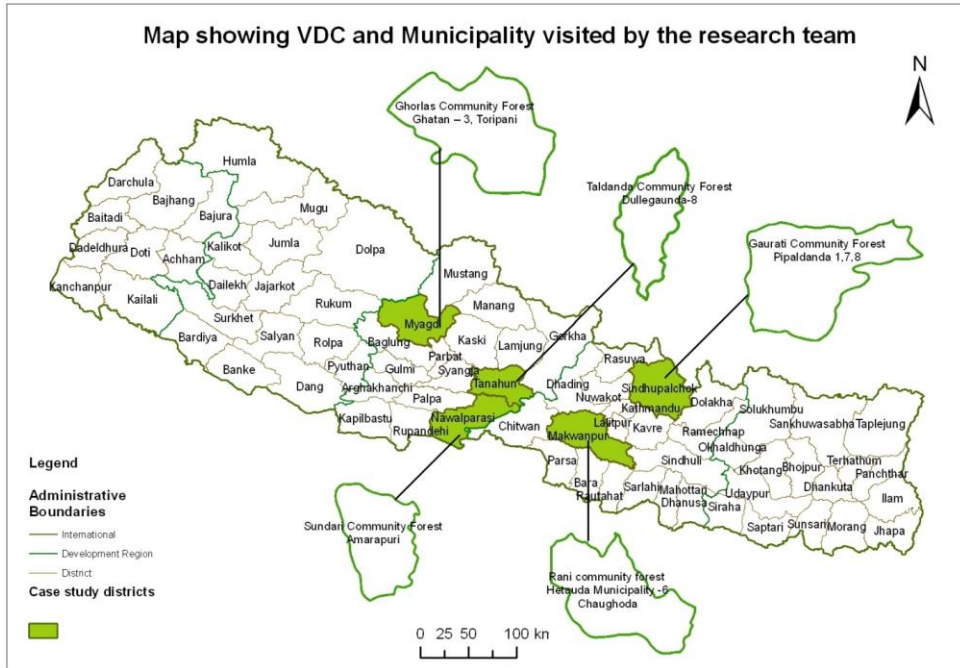 Map showing VDC and Municipality visited by the research team
N
Ghorlas Community Forest
Ghatan – 3, Toripani
Taldanda Community Forest
Dullegaunda-8
Gaurati Community Forest
Pipaldanda 1,7,8
Humla
Darchula
Bajhang
Baitadi
Bajura
Mugu
Dadeldhura
Doti
Achham
Kalikot
Jumla
Dolpa
Kanchanpur
Kailali
Dailekh
Jajarkot
Mustang
Rukum
Manang
Surkhet
Myagdi
Bardiya
Salyan
Rolpa
Baglung
Kaski
Lamjung
Gorkha
Parbat
Rasuwa
Banke
Pyuthan
Gulmi
Syangja
Dang
Arghakhanchi
Tanahun
Dhading
Sindhupalchok
Palpa
Nuwakot
Dolakha
Kapilbastu
Nawalparasi
Kathmandu
Solukhumbu
Rupandehi
Chitwan
Lalitpur
Kavre
Sankhuwasabha
Taplejung
Makwanpur
Ramechhap
Okhaldhunga
Parsa
Sindhuli
Khotang
Bhojpur
Terhathum
Panchthar
Bara
Rautahat
Sarlahi
Mahottari
Dhanusa
Siraha
Udaypur
Dhankuta
Ilam
Saptari
Sunsari
Morang
Jhapa
Sundari Community Forest
Amarapuri
Rani community forest
Hetauda Municipality -6
Chaughoda
Legend
Administrative
Boundaries
International
Development Region
District
Case study districts
0 25 50 100 kn